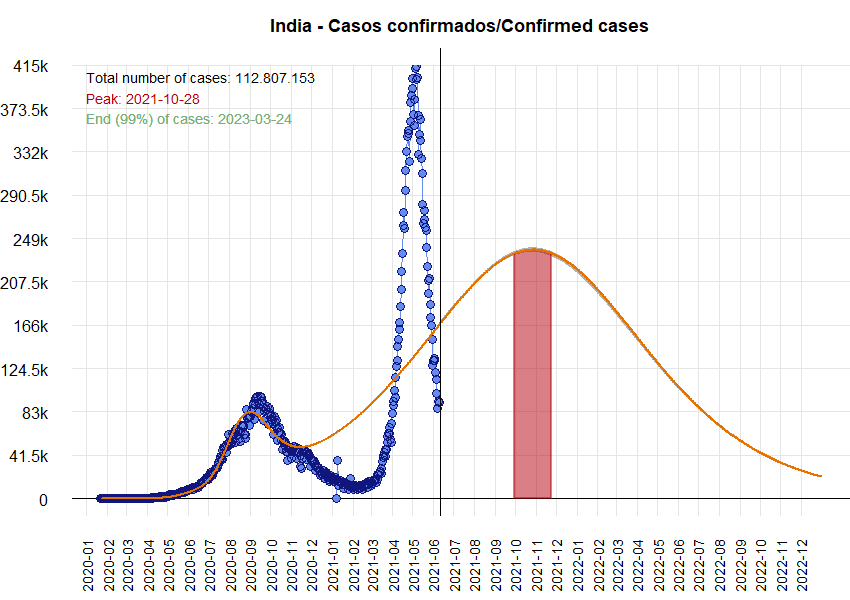 India - Casos confirmados/Confirmed cases
415k
Total number of cases: 112.807.153
Peak: 2021-10-28
373.5k
End (99%) of cases: 2023-03-24
332k
290.5k
249k
207.5k
166k
124.5k
83k
41.5k
0
2020-01
2020-02
2020-03
2020-04
2020-05
2020-06
2020-07
2020-08
2020-09
2020-10
2020-11
2020-12
2021-01
2021-02
2021-03
2021-04
2021-05
2021-06
2021-07
2021-08
2021-09
2021-10
2021-11
2021-12
2022-01
2022-02
2022-03
2022-04
2022-05
2022-06
2022-07
2022-08
2022-09
2022-10
2022-11
2022-12